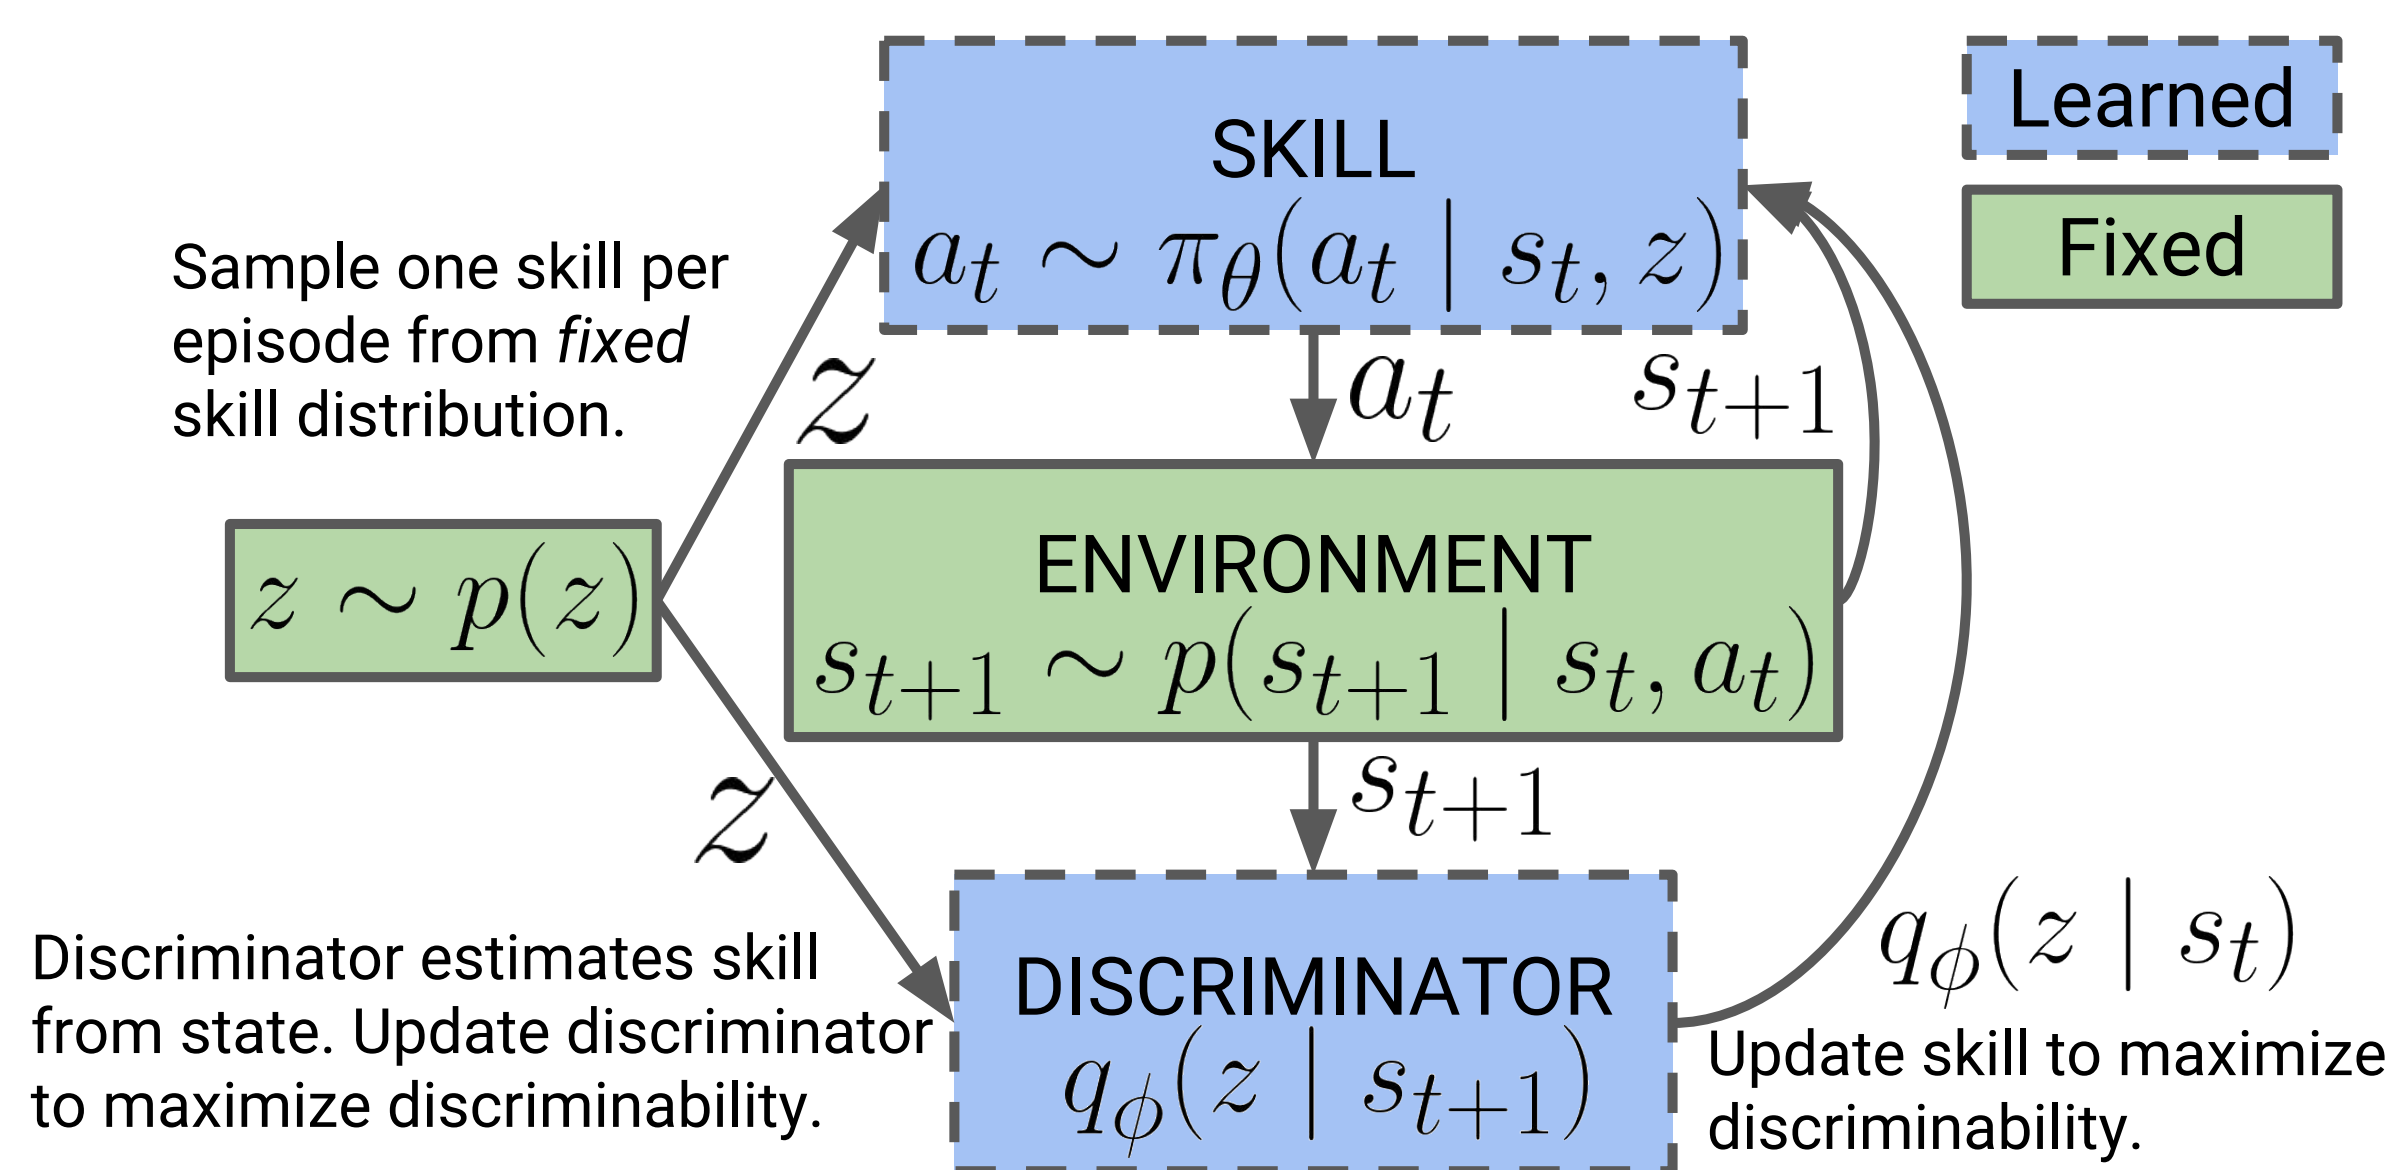 SKILL
a_t ∼ π_θ(a_t | s_t, z)
Learned
Fixed
Sample one skill per
episode from fixed
skill distribution.
z
a_t
s_{t+1}
z ∼ p(z)
ENVIRONMENT
s_{t+1} ∼ p(s_{t+1} | s_t, a_t)
z
s_{t+1}
Discriminator estimates skill
from state. Update discriminator
to maximize discriminability.
DISCRIMINATOR
q_ϕ(z | s_{t+1})
q_ϕ(z | s_t)
Update skill to maximize
discriminability.